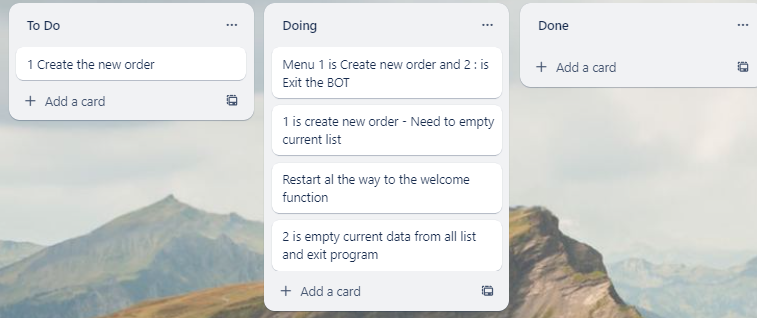 To Do
1 Create the new order
Add a card
Doing
Menu 1 is Create new order and 2 : is
Exit the BOT
1 is create new order - Need to empty
current list
Restart al the way to the welcome
function
2 is empty current data from all list
and exit program
Add a card
Done
Add a card